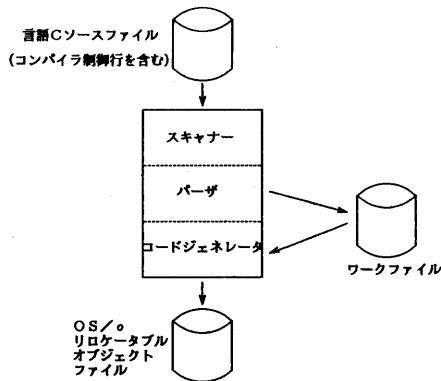 言語Cソースファイル
(コンパイラ制御行を含む)
スキャナー
パーザ
コードジェネレータ
ワークファイル
OS/o
リロケータブル
オブジェクト
ファイル